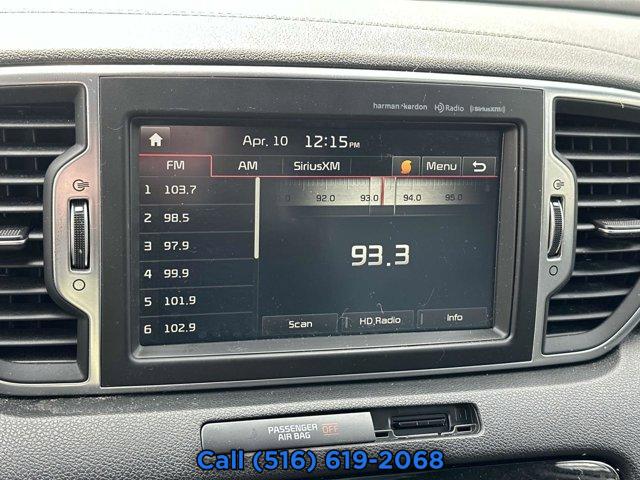 harman/kardon HD Radio ((SiriusXM))
Apr. 10 12:15PM
FM AM SiriusXM Menu
1 103.7
2 98.5
3 97.9
4 99.9
5 101.9
6 102.9
.0 92.0 93.0 94.0 95.0
93.3
Scan HD Radio Info
PASSENGER
AIR BAG OFF
Call (516) 619-2068